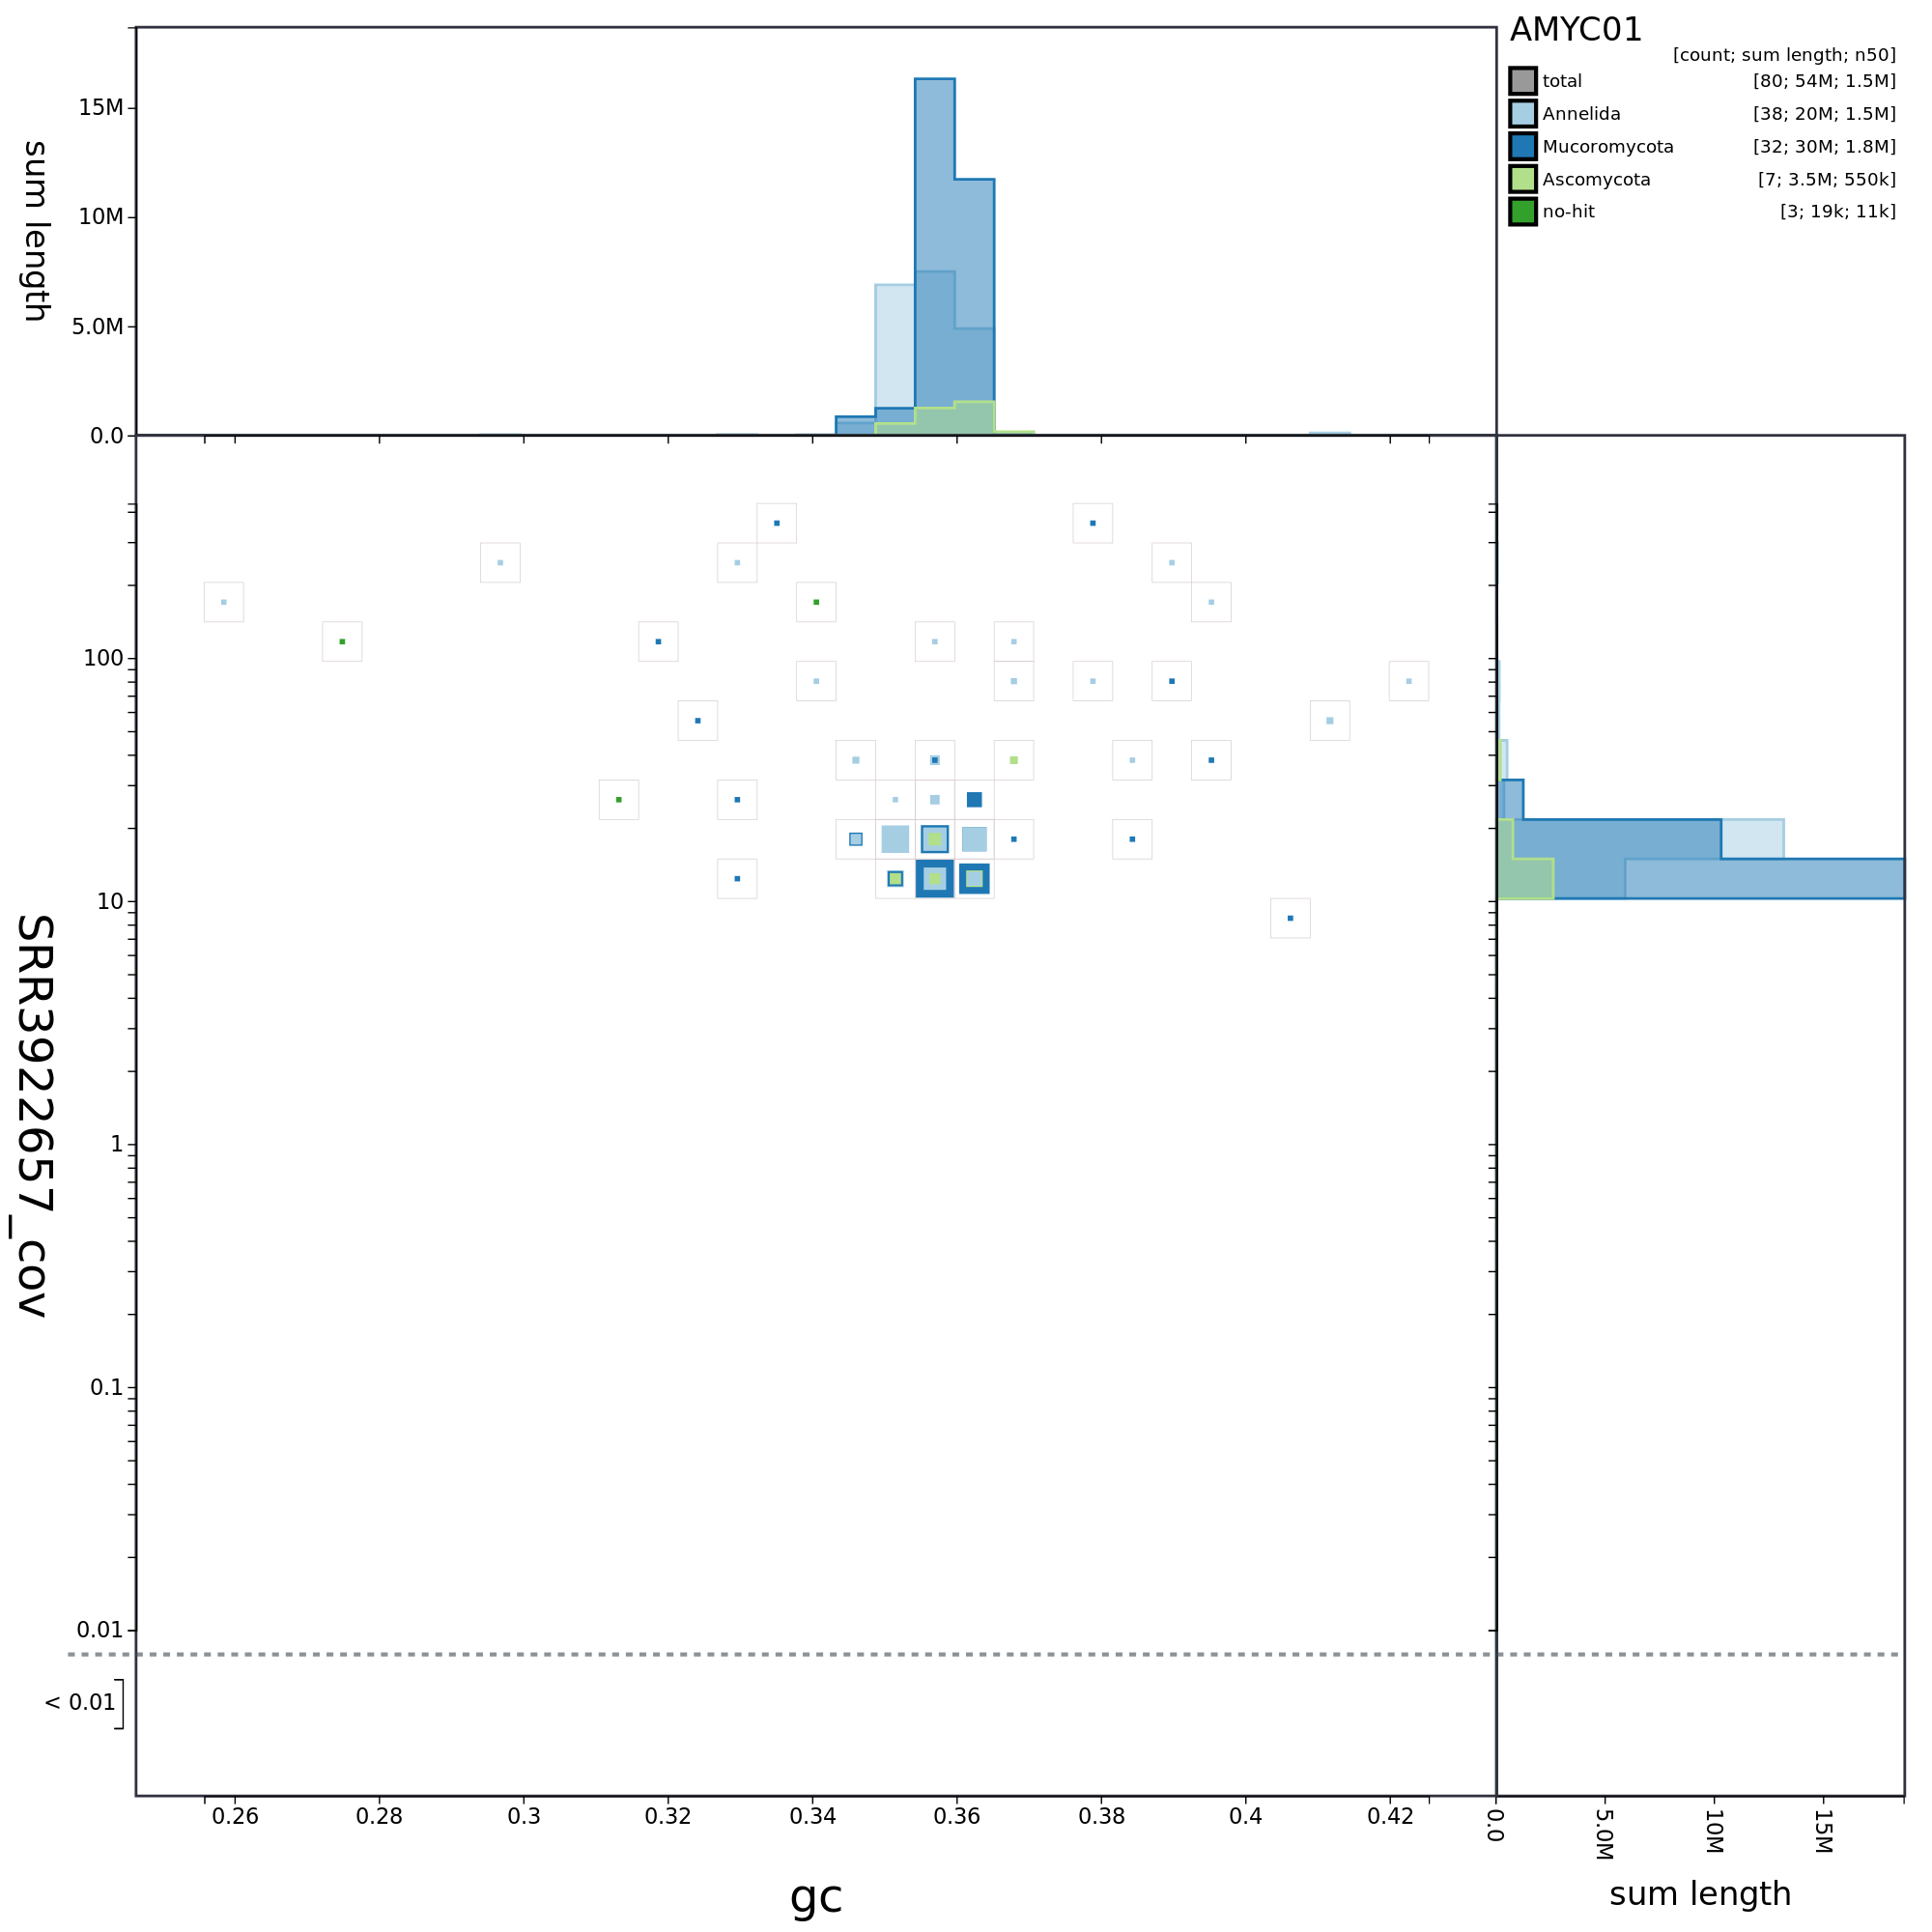 AMYC01
[count; sum length; n50]
total [80; 54M; 1.5M]
Annelida [38; 20M; 1.5M]
Mucoromycota [32; 30M; 1.8M]
Ascomycota [7; 3.5M; 550k]
no-hit [3; 19k; 11k]
sum length
15M
10M
5.0M
0.0
SRR3922657_cov
100
10
1
0.1
0.01
< 0.01
0.26 0.28 0.3 0.32 0.34 0.36 0.38 0.4 0.42
gc
0.0 5.0M 10M 15M
sum length